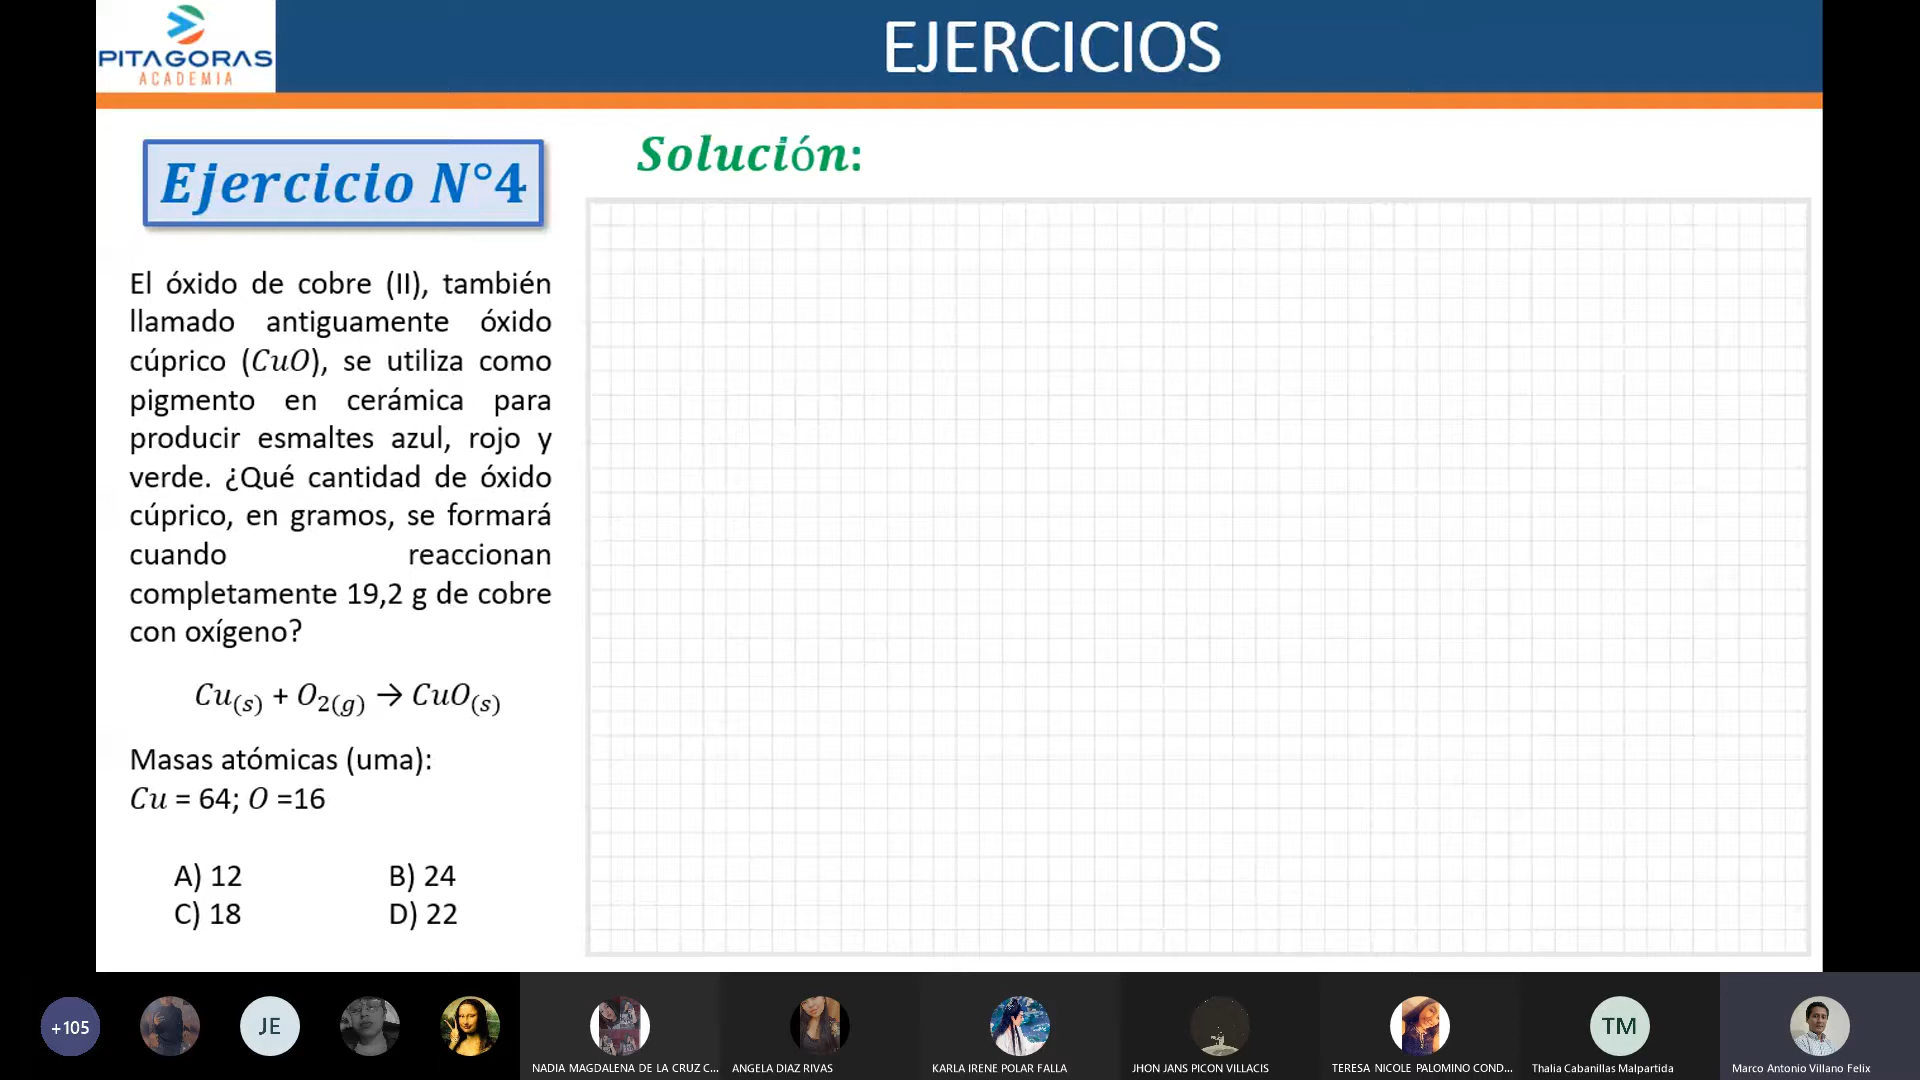 PITAGORAS
ACADEMIA
EJERCICIOS
Ejercicio N°4
Solución:
El óxido de cobre (II), también
llamado antiguamente óxido
cúprico (CuO), se utiliza como
pigmento en cerámica para
producir esmaltes azul, rojo y
verde. ¿Qué cantidad de óxido
cúprico, en gramos, se formará
cuando reaccionan
completamente 19,2 g de cobre
con oxígeno?
Cu(s) + O2(g) → CuO(s)
Masas atómicas (uma):
Cu = 64; O =16
A) 12 B) 24
C) 18 D) 22
+105
JE
TM
NADIA MAGDALENA DE LA CRUZ C...
ANGELA DIAZ RIVAS
KARLA IRENE POLAR FALLA
JHON JANS PICON VILLACIS
TERESA NICOLE PALOMINO COND...
Thalia Cabanillas Malpartida
Marco Antonio Villano Felix